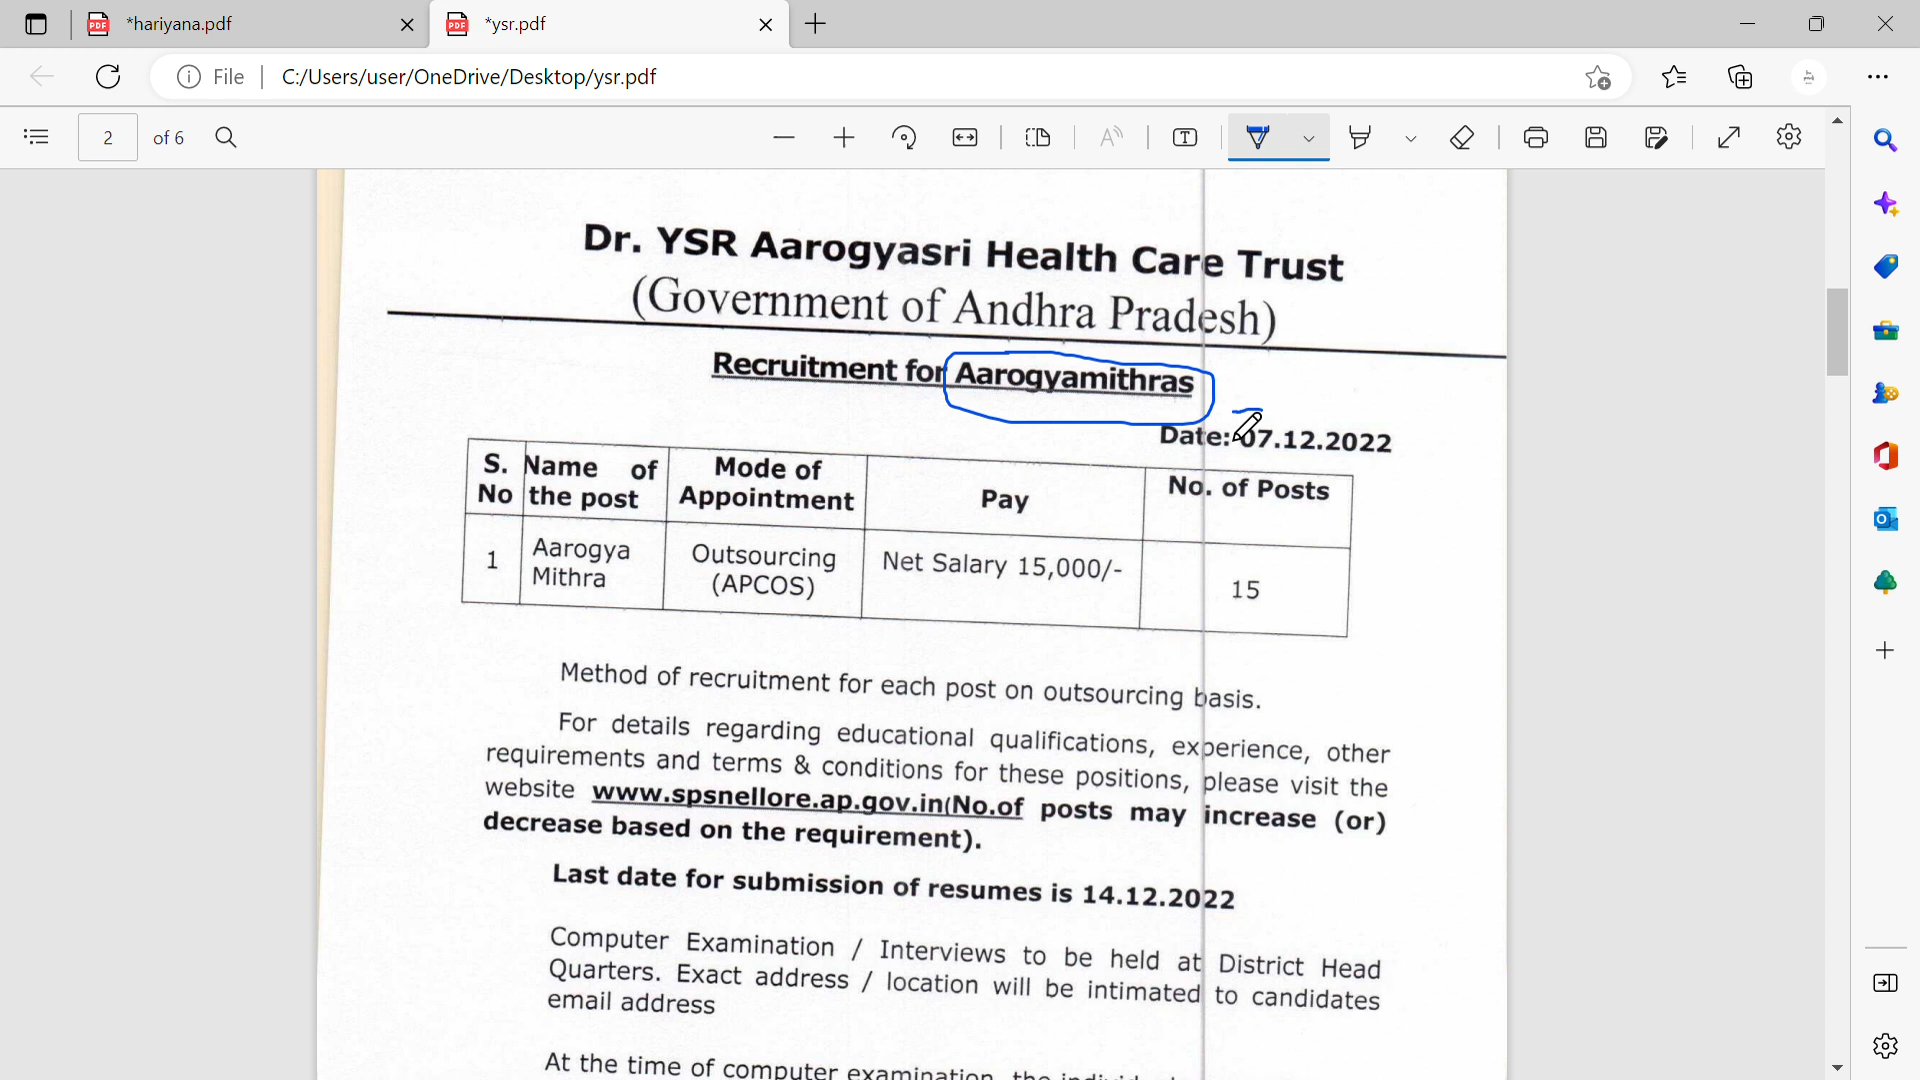 *hariyana.pdf
*ysr.pdf
File
C:/Users/user/OneDrive/Desktop/ysr.pdf
2 of 6
Dr. YSR Aarogyasri Health Care Trust
(Government of Andhra Pradesh)
Recruitment for Aarogyamithras
Date: 07.12.2022
S. No
Name of the post
Mode of Appointment
Pay
No. of Posts
1
Aarogya Mithra
Outsourcing (APCOS)
Net Salary 15,000/-
15
Method of recruitment for each post on outsourcing basis.
For details regarding educational qualifications, experience, other
requirements and terms & conditions for these positions, please visit the
website www.spsnellore.ap.gov.in(No.of posts may increase (or)
decrease based on the requirement).
Last date for submission of resumes is 14.12.2022
Computer Examination / Interviews to be held at District Head
Quarters. Exact address / location will be intimated to candidates
email address
At the time of computer examination, the